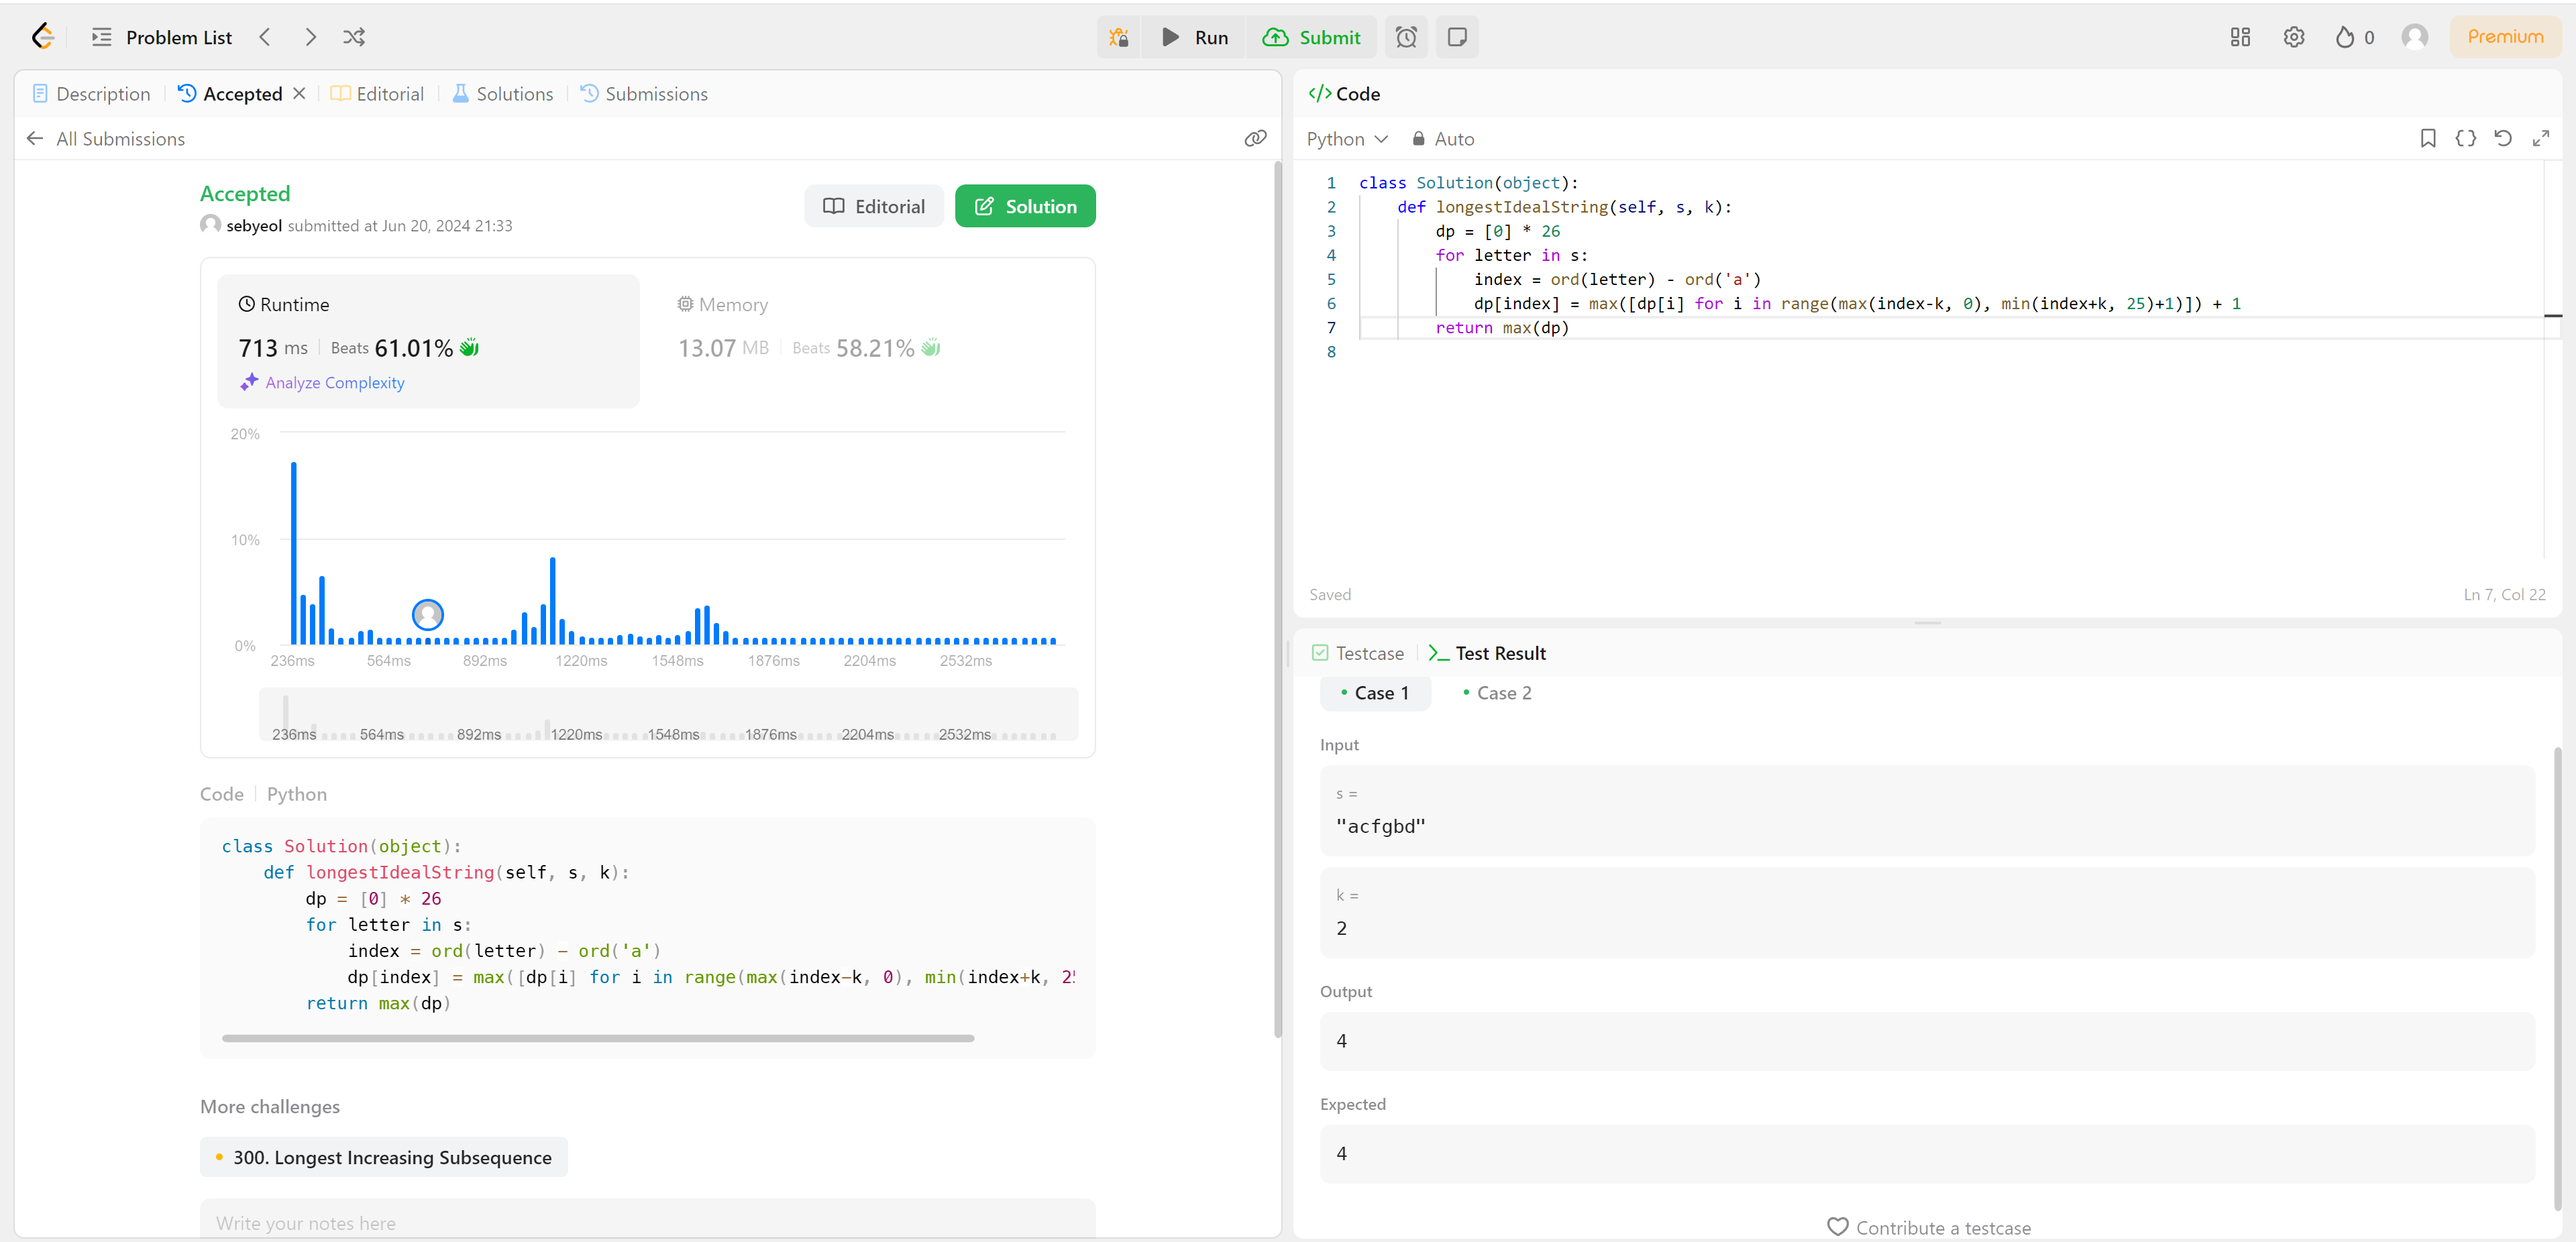 Problem List
Run
Submit
0
Premium
Description
Accepted
Editorial
Solutions
Submissions
All Submissions
Accepted
sebyeol submitted at Jun 20, 2024 21:33
Editorial
Solution
Runtime
713 ms | Beats 61.01%
Analyze Complexity
Memory
13.07 MB | Beats 58.21%
20%
10%
0%
236ms 564ms 892ms 1220ms 1548ms 1876ms 2204ms 2532ms
236ms 564ms 892ms 1220ms 1548ms 1876ms 2204ms 2532ms
Code | Python
class Solution(object):
    def longestIdealString(self, s, k):
        dp = [0] * 26
        for letter in s:
            index = ord(letter) - ord('a')
            dp[index] = max([dp[i] for i in range(max(index-k, 0), min(index+k, 2
        return max(dp)
More challenges
300. Longest Increasing Subsequence
Write your notes here
</> Code
Python
Auto
1 class Solution(object):
2     def longestIdealString(self, s, k):
3         dp = [0] * 26
4         for letter in s:
5             index = ord(letter) - ord('a')
6             dp[index] = max([dp[i] for i in range(max(index-k, 0), min(index+k, 25)+1)]) + 1
7         return max(dp)
8
Saved
Ln 7, Col 22
Testcase
Test Result
Case 1
Case 2
Input
s =
"acfgbd"
k =
2
Output
4
Expected
4
Contribute a testcase